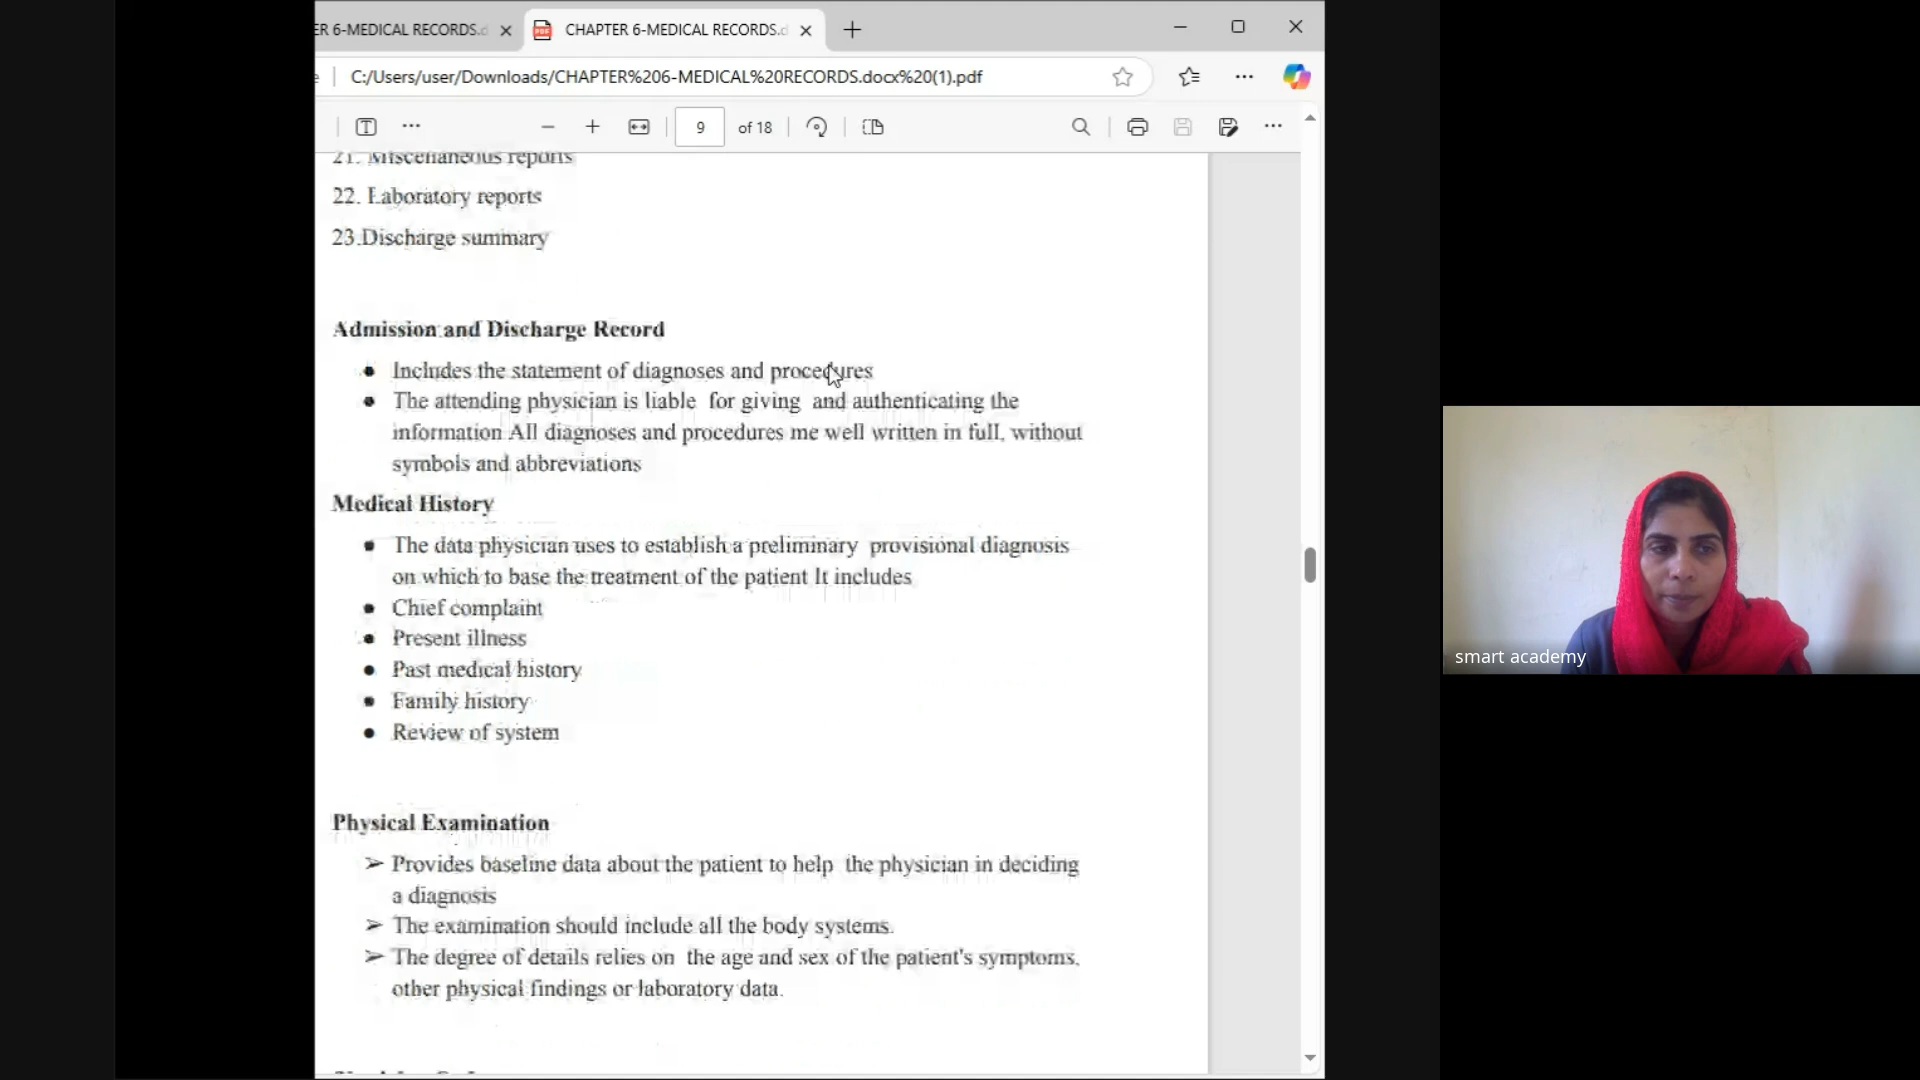 ER 6-MEDICAL RECORDS.d
CHAPTER 6-MEDICAL RECORDS.d
C:/Users/user/Downloads/CHAPTER%206-MEDICAL%20RECORDS.docx%20(1).pdf
9 of 18
21. Miscellaneous reports
22. Laboratory reports
23.Discharge summary
Admission and Discharge Record
• Includes the statement of diagnoses and procedures
• The attending physician is liable for giving and authenticating the
information All diagnoses and procedures me well written in full, without
symbols and abbreviations
Medical History
• The data physician uses to establish a preliminary provisional diagnosis
on which to base the treatment of the patient It includes
• Chief complaint
• Present illness
• Past medical history
• Family history
• Review of system
Physical Examination
➢ Provides baseline data about the patient to help the physician in deciding
a diagnosis
➢ The examination should include all the body systems.
➢ The degree of details relies on the age and sex of the patient's symptoms,
other physical findings or laboratory data.
smart academy